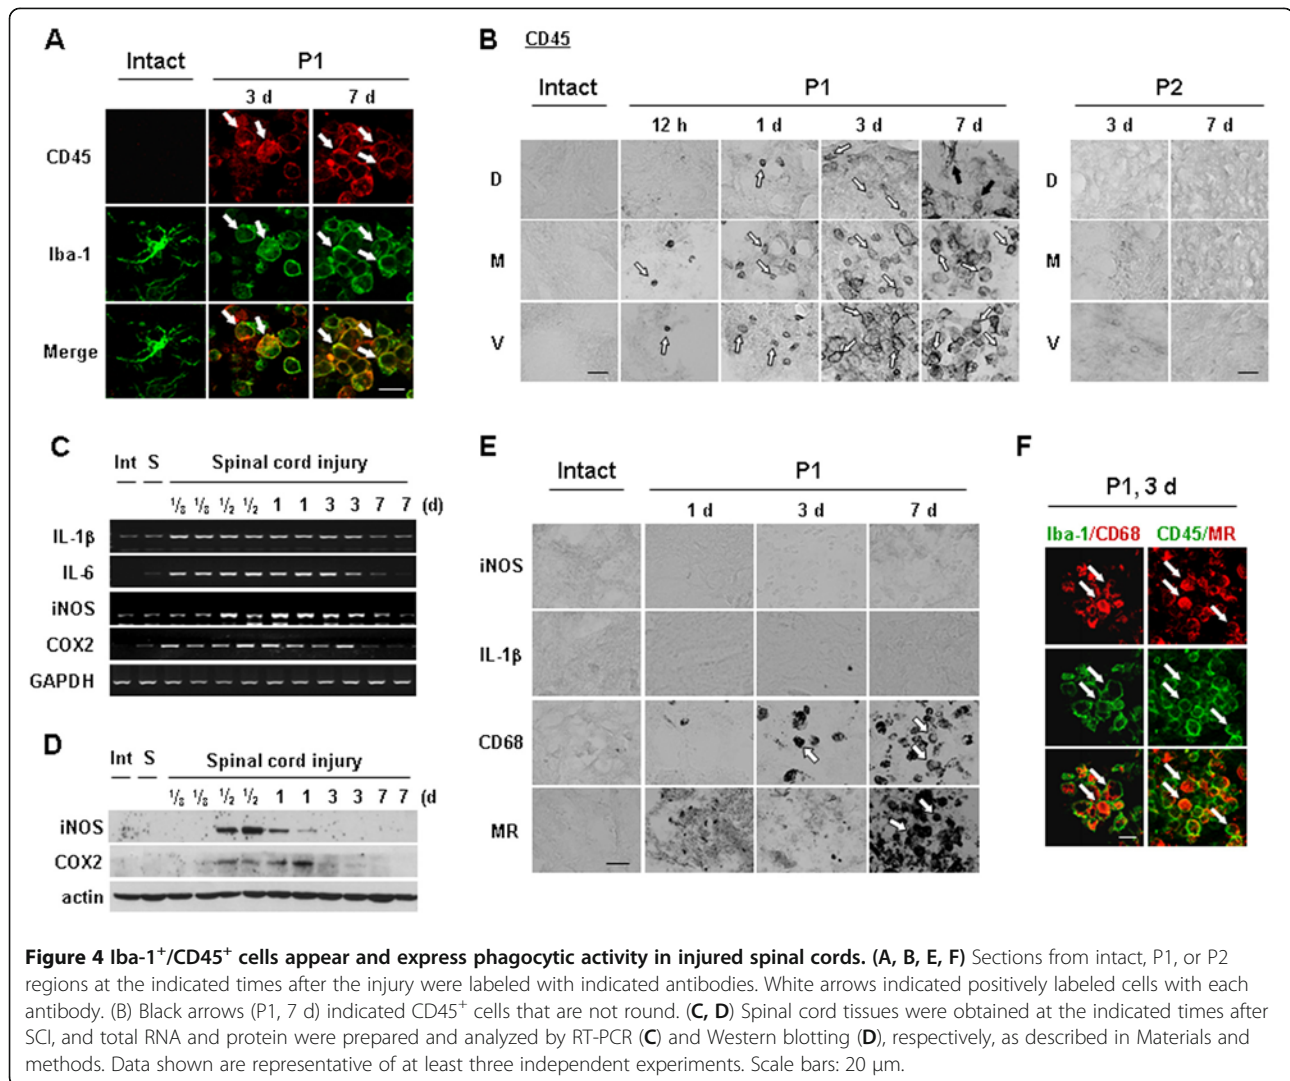 A
Intact P1
3 d 7 d
CD45
Iba-1
Merge
B CD45
Intact P1 P2
12 h 1 d 3 d 7 d 3 d 7 d
D D
M M
V V
C
Int S Spinal cord injury
⅛ ⅛ ½ ½ 1 1 3 3 7 7 (d)
IL-1β
IL-6
iNOS
COX2
GAPDH
D
Int S Spinal cord injury
⅛ ⅛ ½ ½ 1 1 3 3 7 7 (d
iNOS
COX2
actin
E
Intact P1
1 d 3 d 7 d
iNOS
IL-1β
CD68
MR
F
P1, 3 d
Iba-1/CD68 CD45/MR
Figure 4 Iba-1⁺/CD45⁺ cells appear and express phagocytic activity in injured spinal cords. (A, B, E, F) Sections from intact, P1, or P2
regions at the indicated times after the injury were labeled with indicated antibodies. White arrows indicated positively labeled cells with each
antibody. (B) Black arrows (P1, 7 d) indicated CD45⁺ cells that are not round. (C, D) Spinal cord tissues were obtained at the indicated times after
SCI, and total RNA and protein were prepared and analyzed by RT-PCR (C) and Western blotting (D), respectively, as described in Materials and
methods. Data shown are representative of at least three independent experiments. Scale bars: 20 μm.